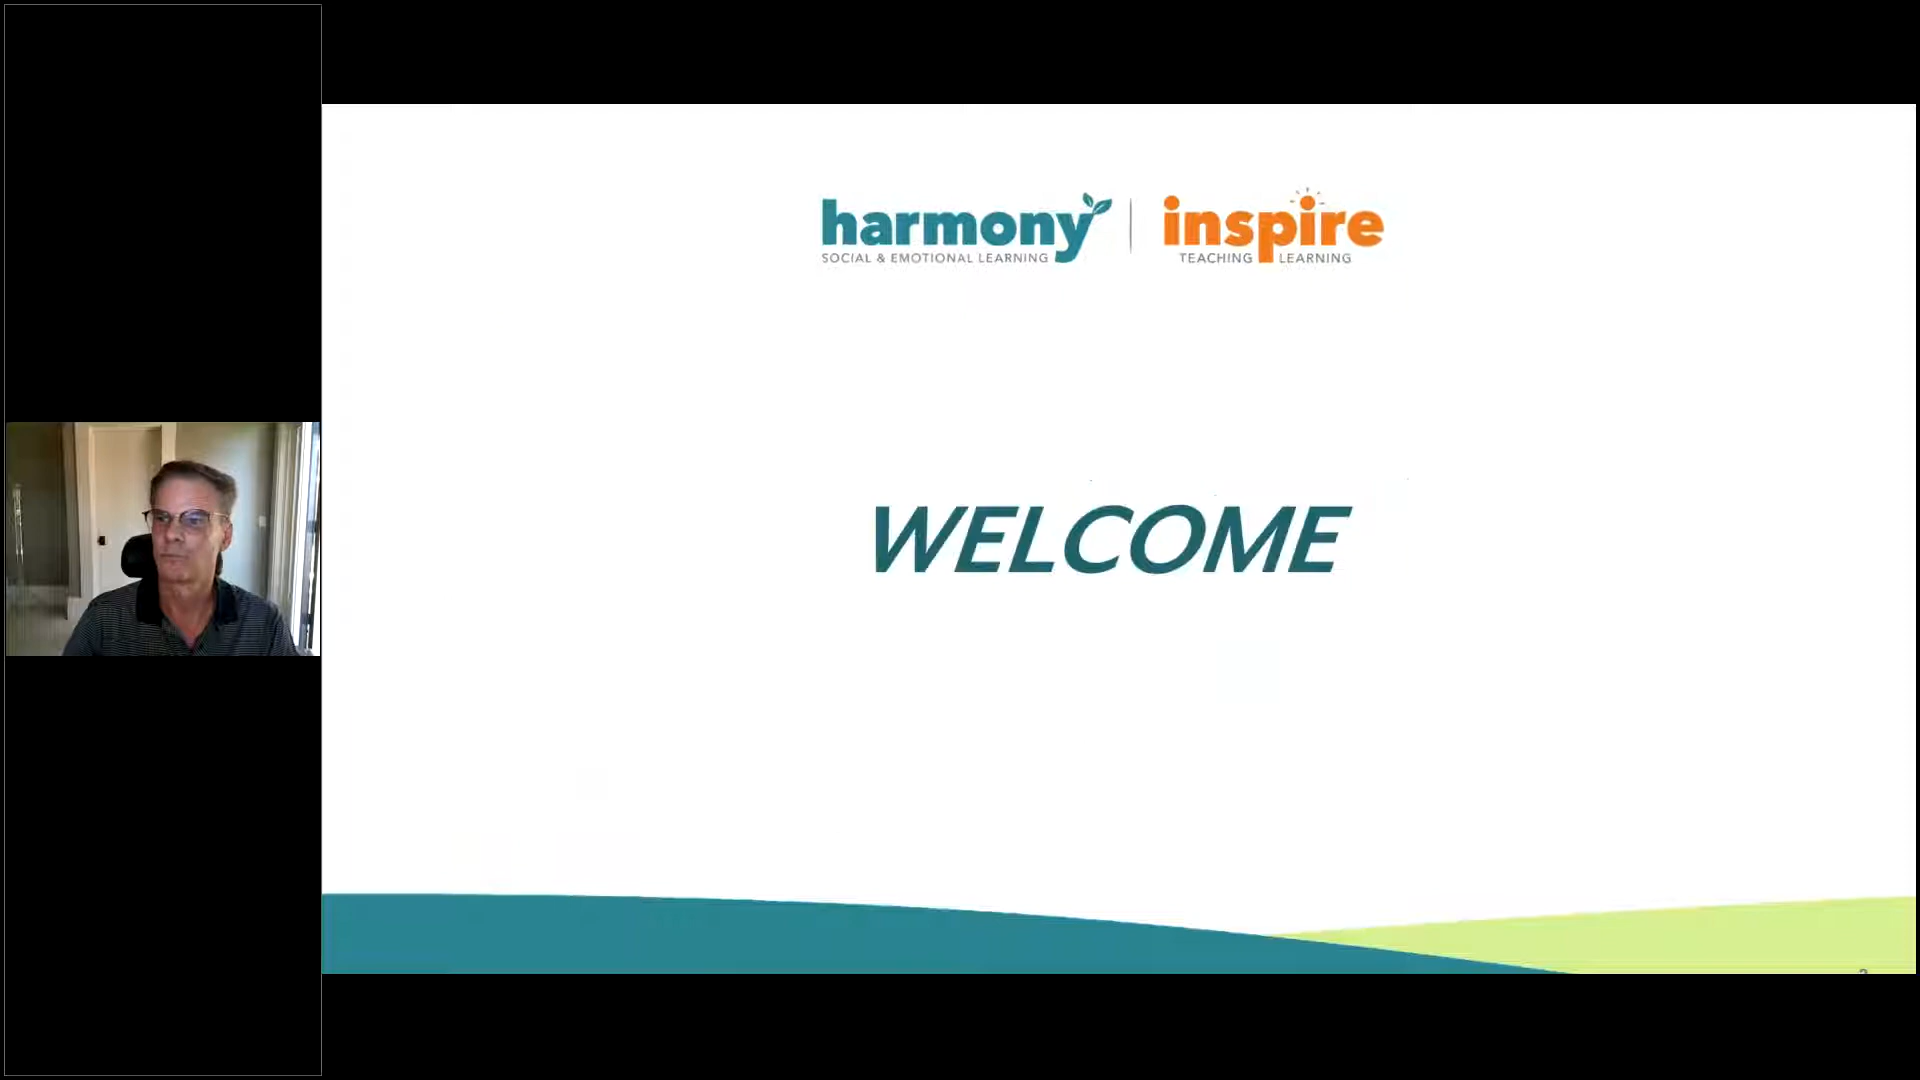 harmony
SOCIAL & EMOTIONAL LEARNING
inspire
TEACHING LEARNING
WELCOME